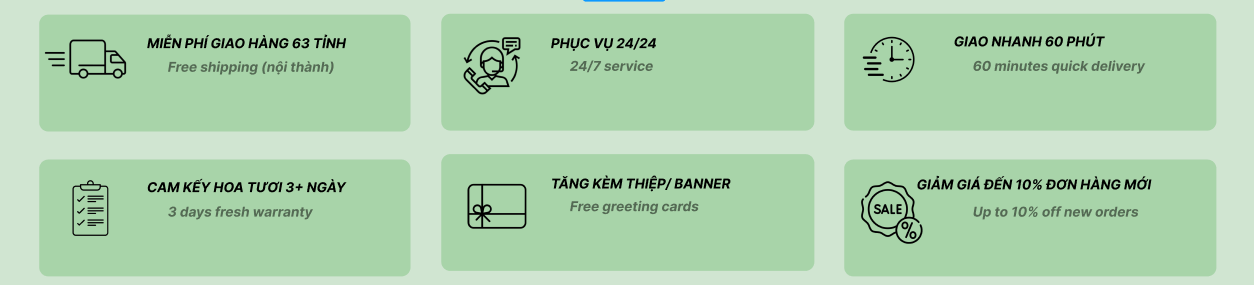 MIỄN PHÍ GIAO HÀNG 63 TỈNH
Free shipping (nội thành)
PHỤC VỤ 24/24
24/7 service
GIAO NHANH 60 PHÚT
60 minutes quick delivery
CAM KẾY HOA TƯƠI 3+ NGÀY
3 days fresh warranty
TĂNG KÈM THIỆP/ BANNER
Free greeting cards
GIẢM GIÁ ĐẾN 10% ĐƠN HÀNG MỚI
Up to 10% off new orders
SALE
%